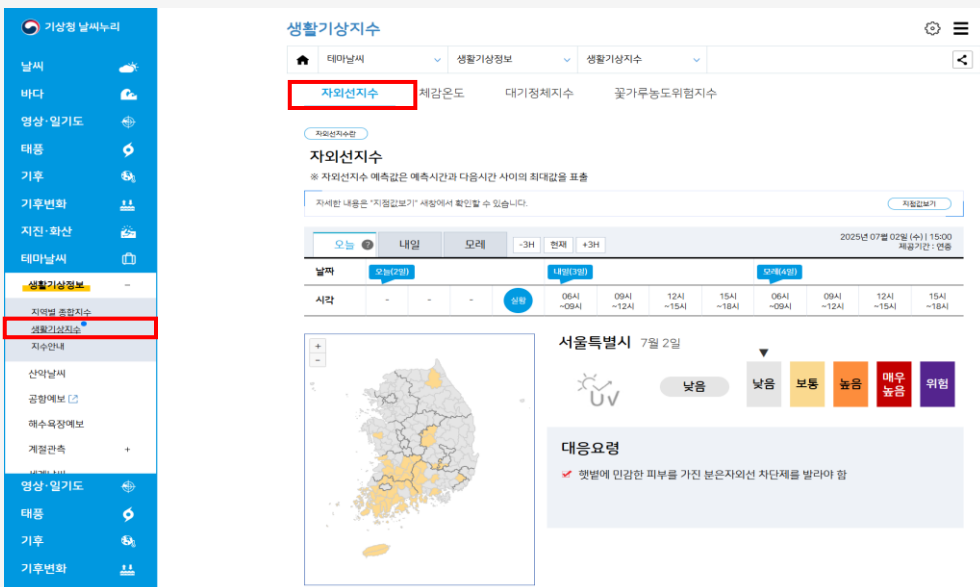 기상청 날씨누리
날씨
바다
영상·일기도
태풍
기후
기후변화
지진·화산
테마날씨
생활기상정보 -
지역별 종합지수
생활기상지수
지수안내
산악날씨
공항예보
해수욕장예보
계절관측 +
영상·일기도
태풍
기후
기후변화
생활기상지수
테마날씨 생활기상정보 생활기상지수
자외선지수 체감온도 대기정체지수 꽃가루농도위험지수
자외선지수란
자외선지수
※ 자외선지수 예측값은 예측시간과 다음시간 사이의 최대값을 표출
자세한 내용은 "지점값보기" 새창에서 확인할 수 있습니다. 지점값보기
오늘 ? 내일 모레 -3H 현재 +3H
2025년 07월 02일 (수) | 15:00
제공기간 : 연중
날짜 오늘(2일) 내일(3일) 모레(4일)
시각 - - - 실황 06시~09시 09시~12시 12시~15시 15시~18시 06시~09시 09시~12시 12시~15시 15시~18시
+
-
서울특별시 7월 2일
UV 낮음 낮음 보통 높음 매우높음 위험
대응요령
햇볕에 민감한 피부를 가진 분은자외선 차단제를 발라야 함